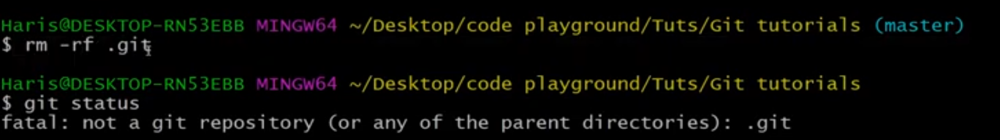 Haris@DESKTOP-RN53EBB MINGW64 ~/Desktop/code playground/Tuts/Git tutorials (master)
$ rm -rf .git
Haris@DESKTOP-RN53EBB MINGW64 ~/Desktop/code playground/Tuts/Git tutorials
$ git status
fatal: not a git repository (or any of the parent directories): .git